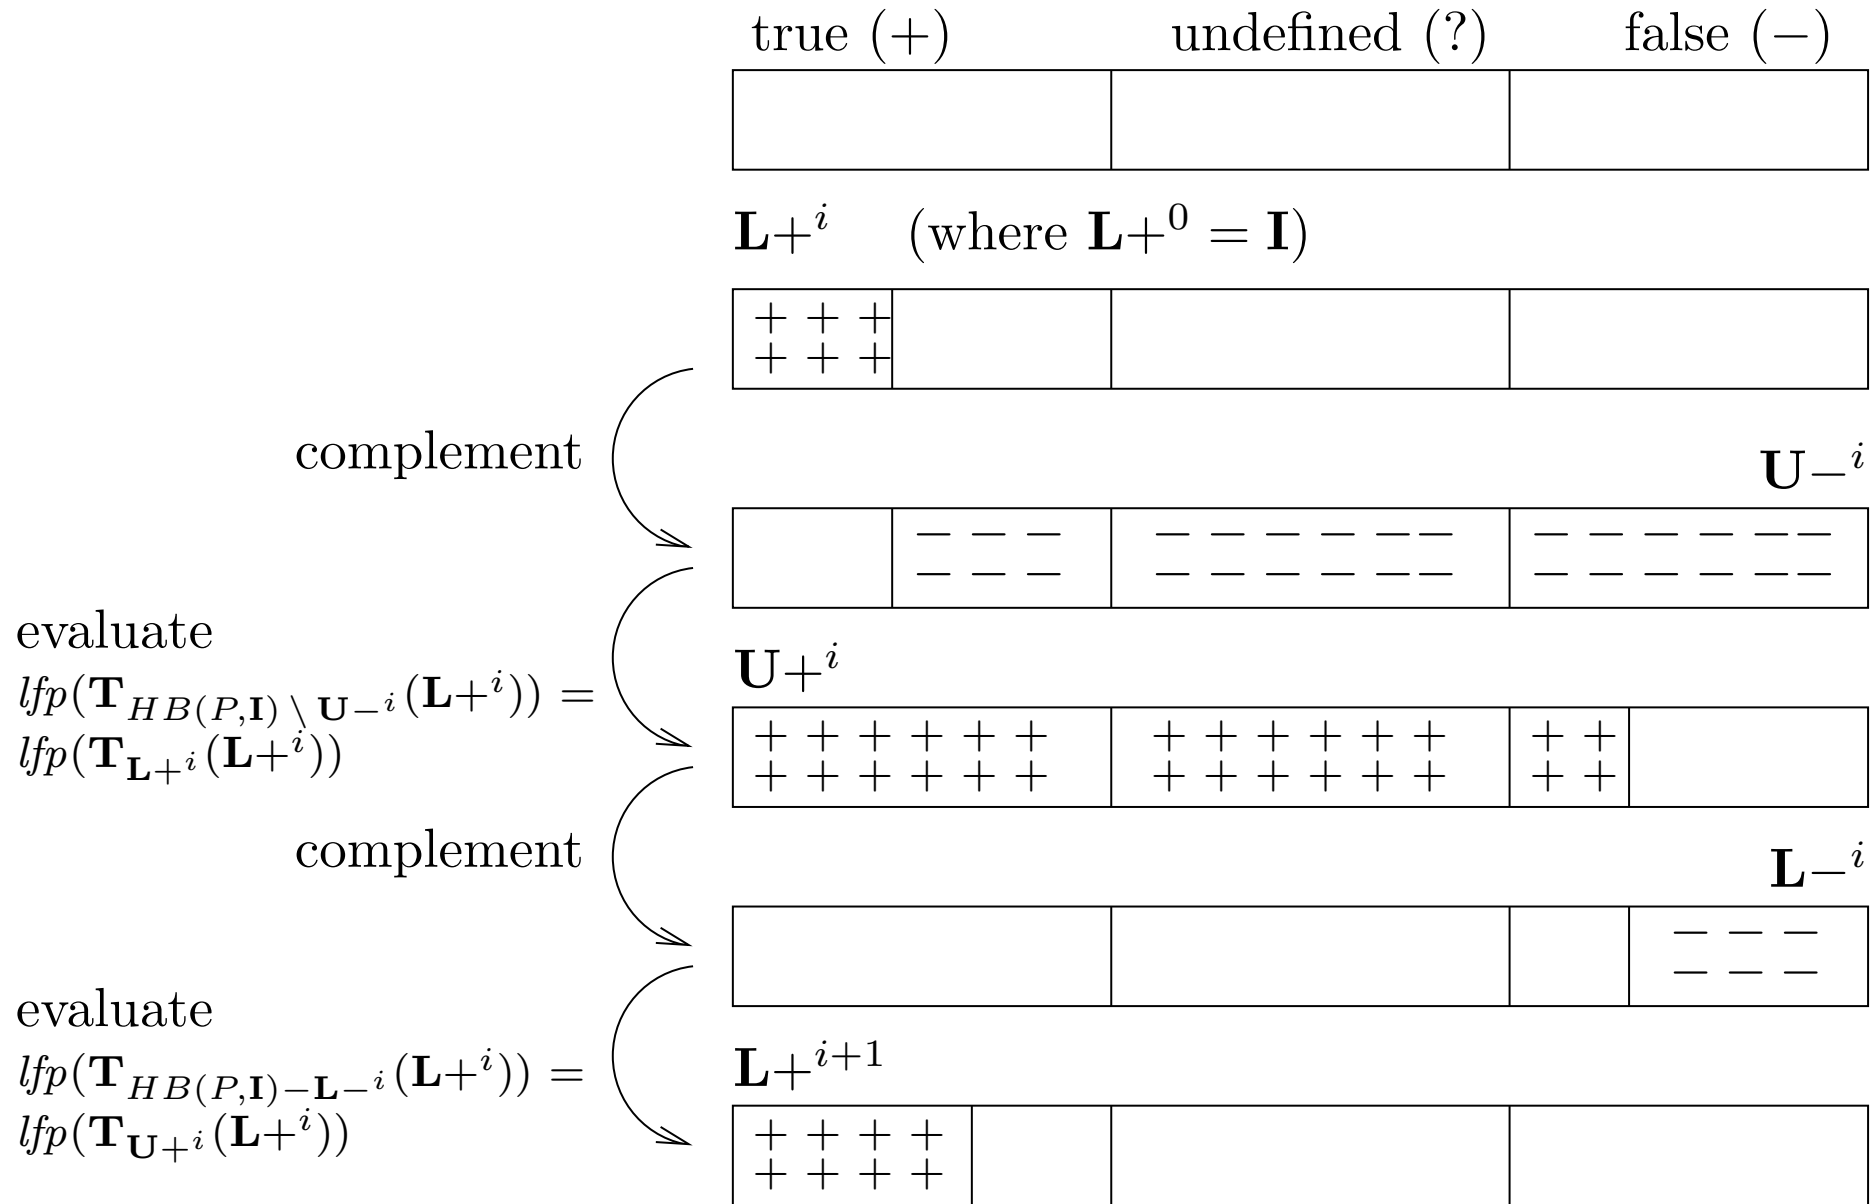 true (+) undefined (?) false (−)
𝐋+ⁱ (where 𝐋+⁰ = 𝐈)
+ + +
+ + +
complement
𝐔−ⁱ
− − − − − − − − − − − − − − −
− − − − − − − − − − − − − − −
evaluate
lfp(𝐓_{HB(P,𝐈) \ 𝐔−ⁱ}(𝐋+ⁱ)) =
lfp(𝐓_{𝐋+ⁱ}(𝐋+ⁱ))
𝐔+ⁱ
+ + + + + + + + + + + + + +
+ + + + + + + + + + + + + +
complement
𝐋−ⁱ
− − −
− − −
evaluate
lfp(𝐓_{HB(P,𝐈)−𝐋−ⁱ}(𝐋+ⁱ)) =
lfp(𝐓_{𝐔+ⁱ}(𝐋+ⁱ))
𝐋+ⁱ⁺¹
+ + + +
+ + + +